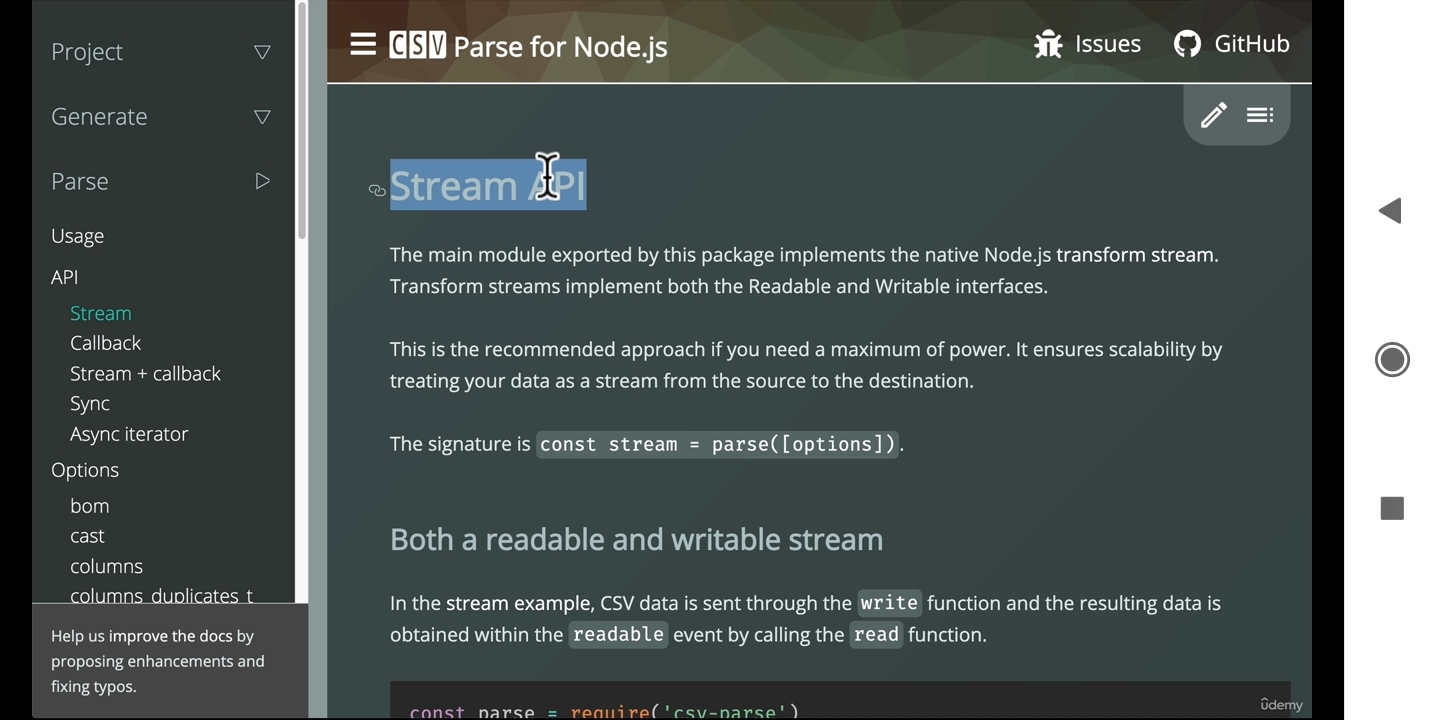 Project
Generate
Parse
Usage
API
Stream
Callback
Stream + callback
Sync
Async iterator
Options
bom
cast
columns
columns_duplicates_t
Help us improve the docs by
proposing enhancements and
fixing typos.
CSV Parse for Node.js
Issues
GitHub
Stream API
The main module exported by this package implements the native Node.js transform stream.
Transform streams implement both the Readable and Writable interfaces.
This is the recommended approach if you need a maximum of power. It ensures scalability by
treating your data as a stream from the source to the destination.
The signature is const stream = parse([options]).
Both a readable and writable stream
In the stream example, CSV data is sent through the write function and the resulting data is
obtained within the readable event by calling the read function.
const parse = require('csv-parse')
ûdemy